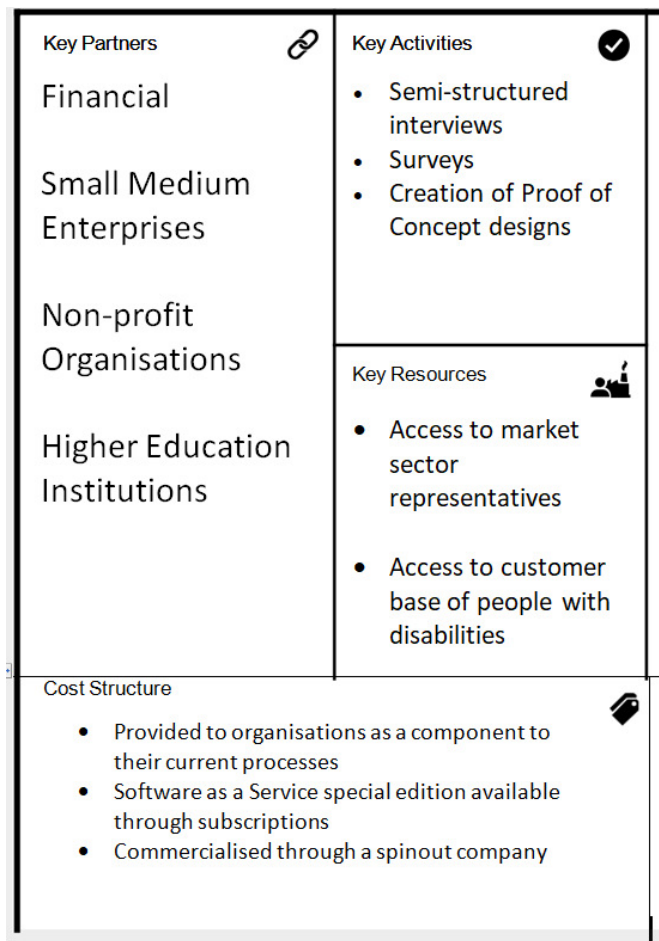 Key Partners
Financial
Small Medium
Enterprises
Non-profit
Organisations
Higher Education
Institutions
Key Activities
• Semi-structured
interviews
• Surveys
• Creation of Proof of
Concept designs
Key Resources
• Access to market
sector
representatives
• Access to customer
base of people with
disabilities
Cost Structure
• Provided to organisations as a component to
their current processes
• Software as a Service special edition available
through subscriptions
• Commercialised through a spinout company